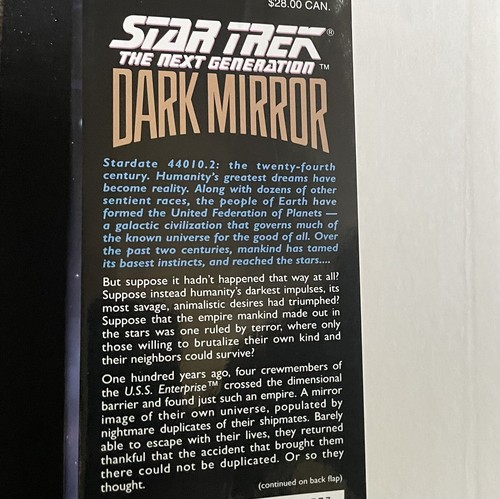 $28.00 CAN.
STAR TREK®
THE NEXT GENERATION™
DARK MIRROR
Stardate 44010.2: the twenty-fourth
century. Humanity's greatest dreams have
become reality. Along with dozens of other
sentient races, the people of Earth have
formed the United Federation of Planets —
a galactic civilization that governs much of
the known universe for the good of all. Over
the past two centuries, mankind has tamed
its basest instincts, and reached the stars....
But suppose it hadn't happened that way at all?
Suppose instead humanity's darkest impulses, its
most savage, animalistic desires had triumphed?
Suppose that the empire mankind made out in
the stars was one ruled by terror, where only
those willing to brutalize their own kind and
their neighbors could survive?
One hundred years ago, four crewmembers of
the U.S.S. Enterprise™ crossed the dimensional
barrier and found just such an empire. A mirror
image of their own universe, populated by
nightmare duplicates of their shipmates. Barely
able to escape with their lives, they returned
thankful that the accident that brought them
there could not be duplicated. Or so they
thought.
(continued on back flap)